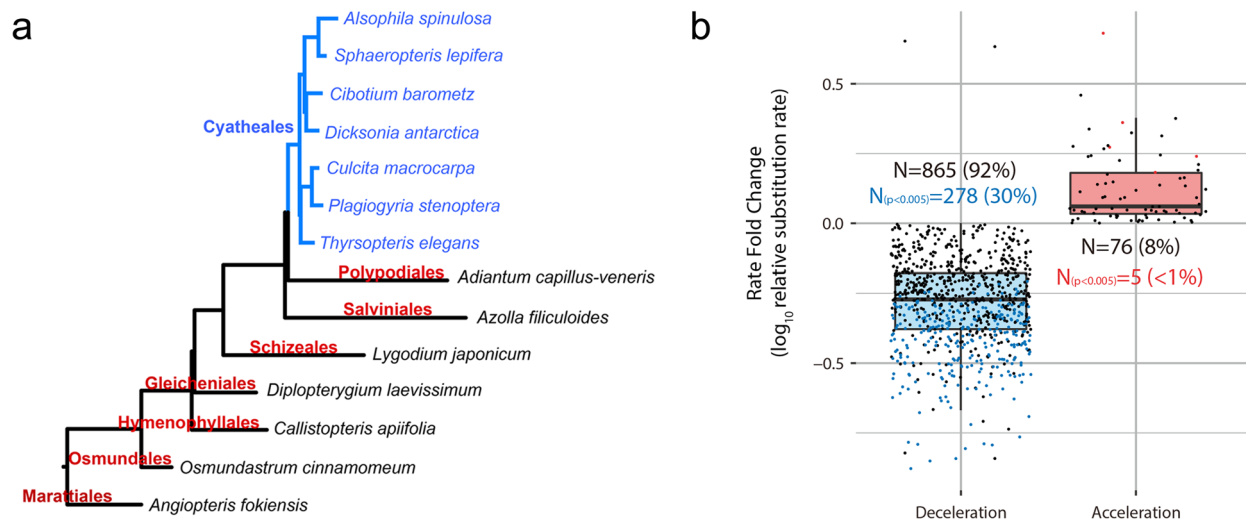 a
Alsophila spinulosa
Sphaeropteris lepifera
Cibotium barometz
Cyatheales
Dicksonia antarctica
Culcita macrocarpa
Plagiogyria stenoptera
Thyrsopteris elegans
Polypodiales
Adiantum capillus-veneris
Salviniales
Azolla filiculoides
Schizeales
Lygodium japonicum
Gleicheniales
Diplopterygium laevissimum
Hymenophyllales
Callistopteris apiifolia
Osmundales
Osmundastrum cinnamomeum
Marattiales
Angiopteris fokiensis
b
Rate Fold Change
(log10 relative substitution rate)
0.5
0.0
−0.5
N=865 (92%)
N(p<0.005)=278 (30%)
N=76 (8%)
N(p<0.005)=5 (<1%)
Deceleration
Acceleration